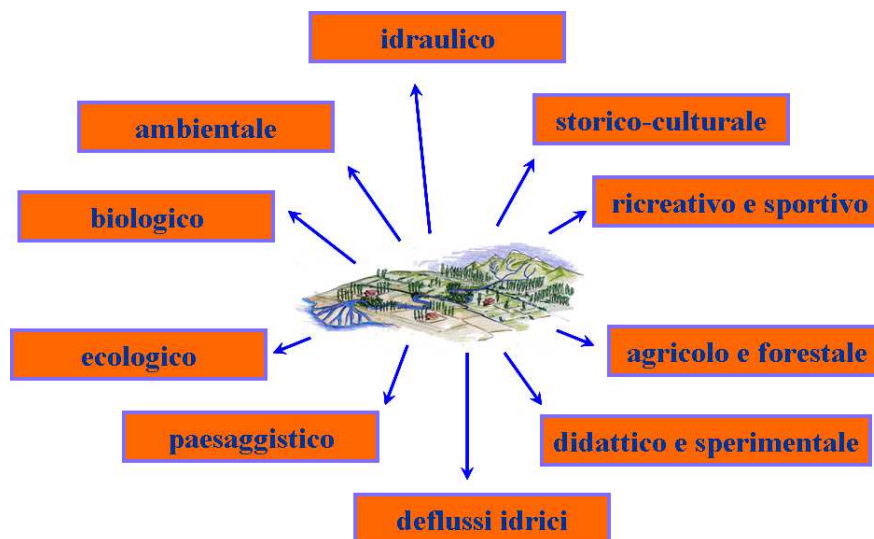 idraulico
ambientale
storico-culturale
biologico
ricreativo e sportivo
ecologico
agricolo e forestale
paesaggistico
didattico e sperimentale
deflussi idrici